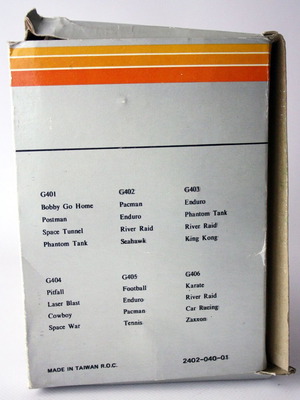 G401 G402 G403
Bobby Go Home Pacman Enduro
Postman Enduro Phantom Tank
Space Tunnel River Raid River Raid
Phantom Tank Seahawk King Kong
G404 G405 G406
Pitfall Football Karate
Laser Blast Enduro River Raid
Cowboy Pacman Car Racing
Space War Tennis Zaxxon
MADE IN TAIWAN R.O.C. 2402-040-01